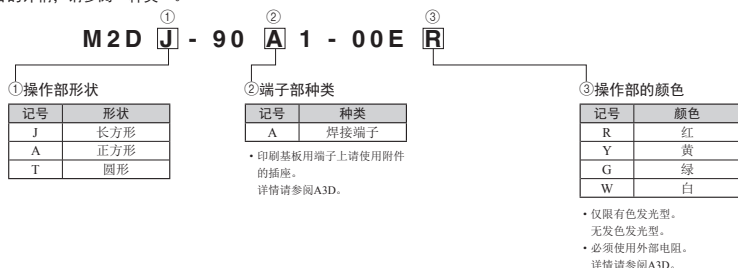 ① ② ③
M2D J - 90 A 1 - 00E R
①操作部形状
记号 形状
J 长方形
A 正方形
T 圆形
②端子部种类
记号 种类
A 焊接端子
・印刷基板用端子上请使用附件
的插座。
详情请参阅A3D。
③操作部的颜色
记号 颜色
R 红
Y 黄
G 绿
W 白
・仅限有色发光型。
无发色发光型。
・必须使用外部电阻。
详情请参阅A3D。